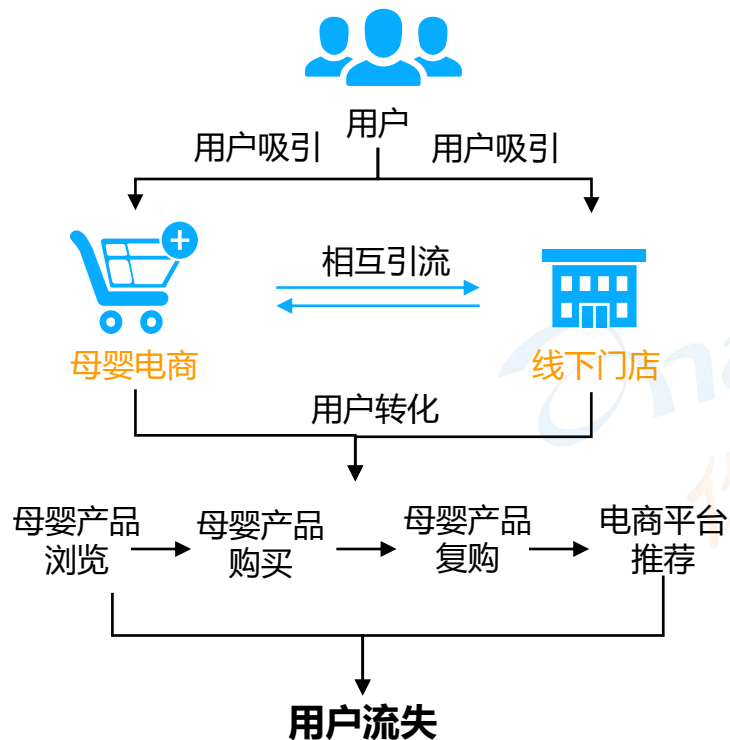 用户
用户吸引
用户吸引
相互引流
母婴电商
线下门店
用户转化
母婴产品
浏览
母婴产品
购买
母婴产品
复购
电商平台
推荐
用户流失